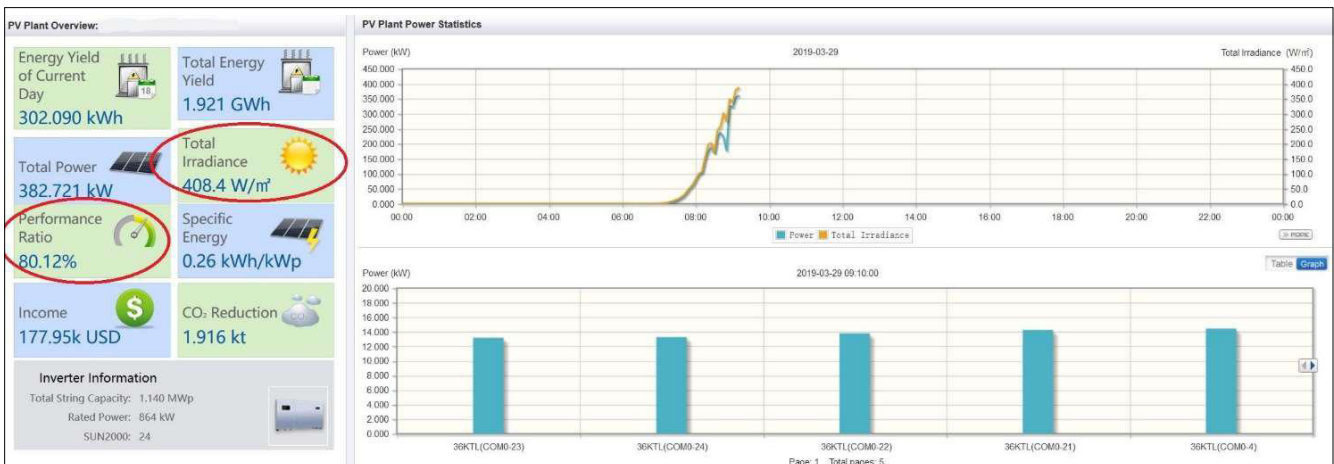 PV Plant Overview:
Energy Yield
of Current
Day
302.090 kWh
18
Total Energy
Yield
1.921 GWh
Total Power
382.721 kW
Total
Irradiance
408.4 W/㎡
Performance
Ratio
80.12%
Specific
Energy
0.26 kWh/kWp
Income
$
177.95k USD
CO₂ Reduction
CO₂
1.916 kt
Inverter Information
Total String Capacity: 1.140 MWp
Rated Power: 864 kW
SUN2000: 24
PV Plant Power Statistics
Power (kW) 2019-03-29 Total Irradiance (W/㎡)
450.000 450.0
400.000 400.0
350.000 350.0
300.000 300.0
250.000 250.0
200.000 200.0
150.000 150.0
100.000 100.0
50.000 50.0
0.000 0.0
00:00 02:00 04:00 06:00 08:00 10:00 12:00 14:00 16:00 18:00 20:00 22:00 00:00
Power Total Irradiance
» MORE
Table Graph
Power (kW) 2019-03-29 09:10:00
20.000
18.000
16.000
14.000
12.000
10.000
8.000
6.000
4.000
2.000
0.000
36KTL(COM0-23) 36KTL(COM0-24) 36KTL(COM0-22) 36KTL(COM0-21) 36KTL(COM0-4)
Page: 1 Total pages: 5